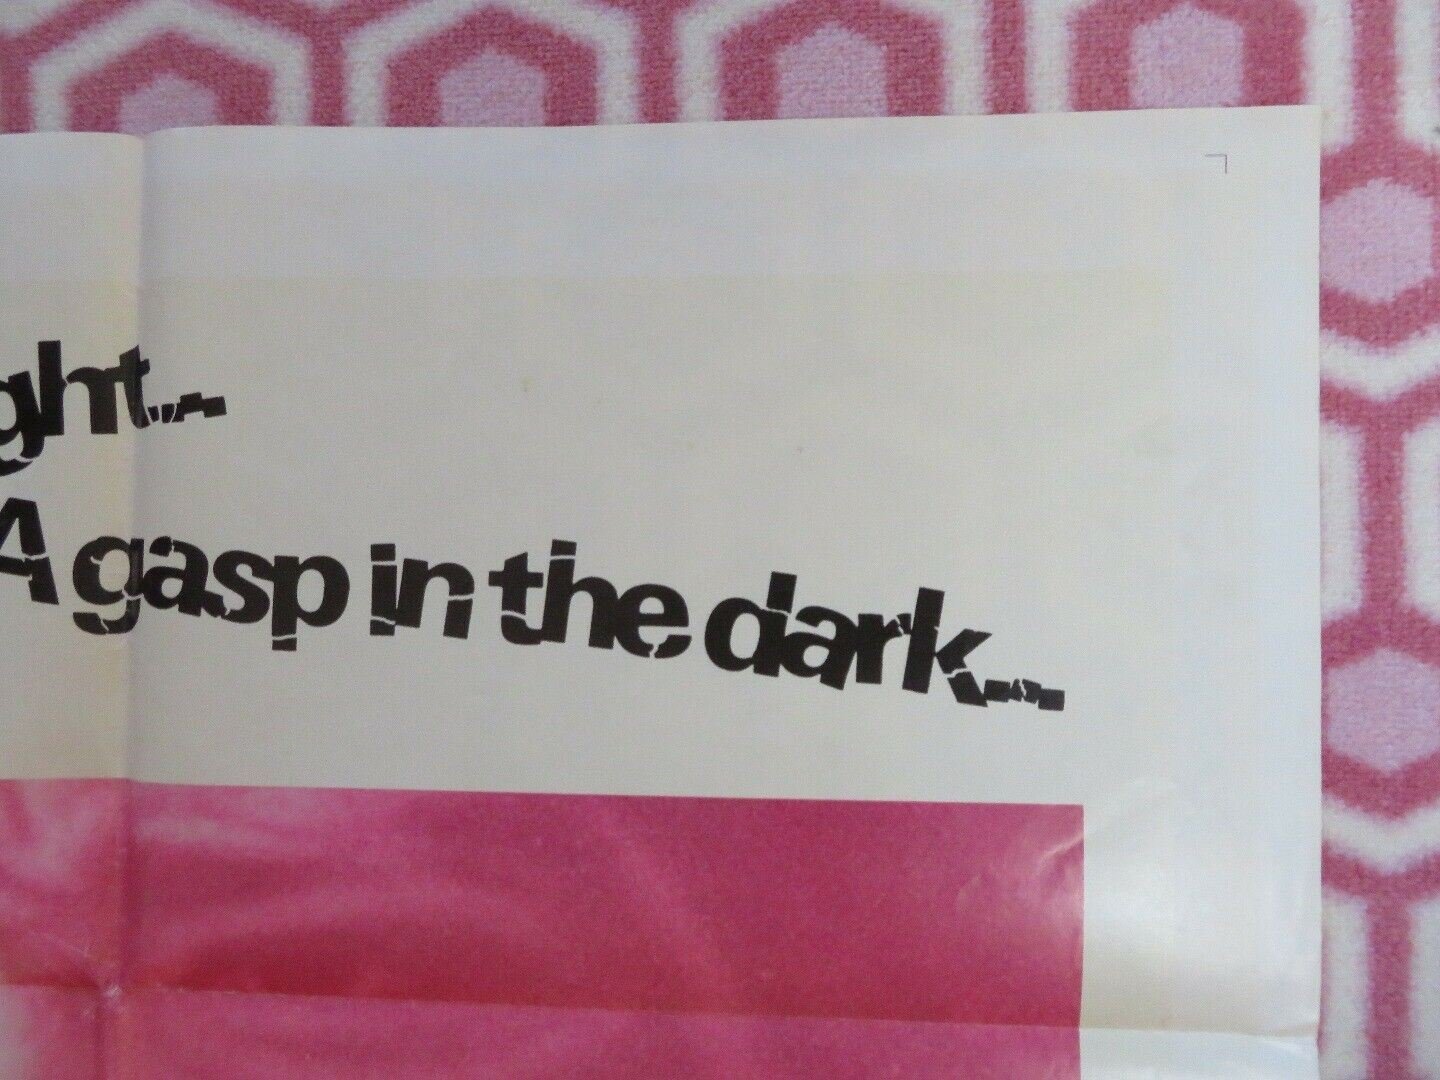 ght...
A gasp in the dark...